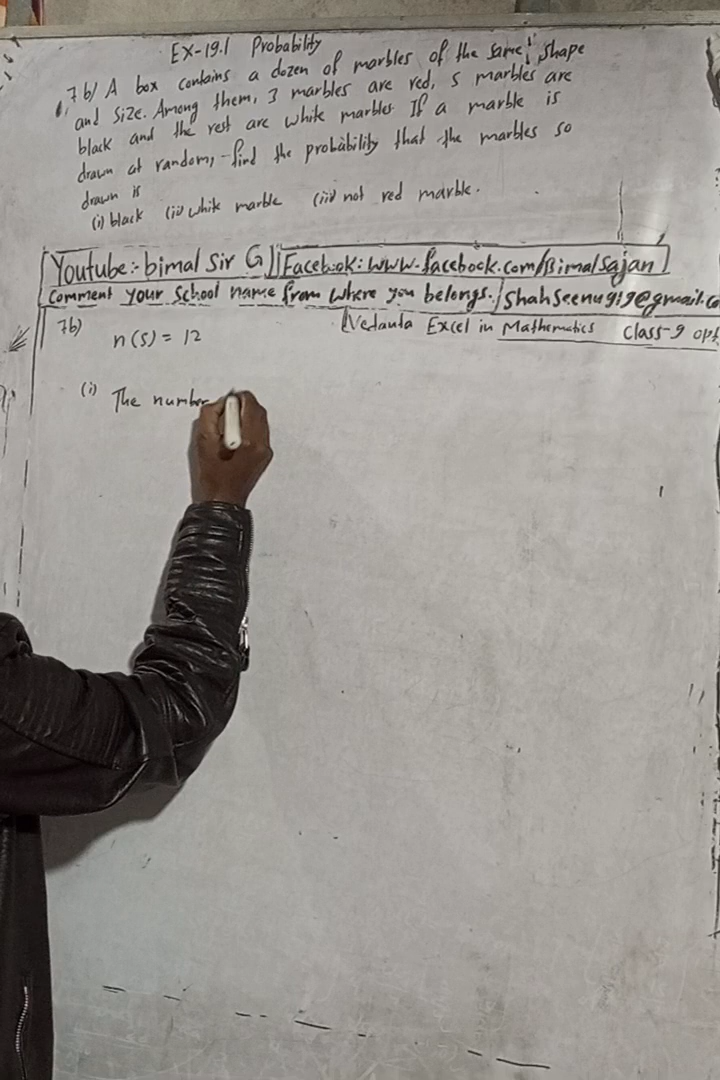 EX-19.1 Probability
7b) A box contains a dozen of marbles of the same shape
and size. Among them, 3 marbles are red, 5 marbles are
black and the rest are white marbles If a marble is
drawn at random, find the probability that the marbles so
drawn is
(i) black (ii) white marble (iii) not red marble.
Youtube:- bimal Sir G Facebook: www.facebook.com/Bimalsajan
Comment your School name from where you belongs. shahseenu919@gmail.co
7b) Vedanta Excel in Mathematics Class-9 opt
n(s) = 12
(i) The number